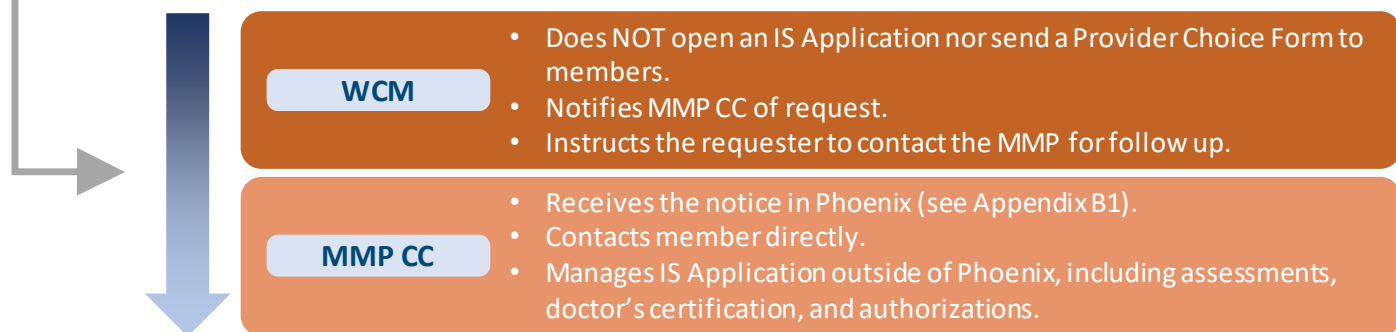 WCM
• Does NOT open an IS Application nor send a Provider Choice Form to
members.
• Notifies MMP CC of request.
• Instructs the requester to contact the MMP for follow up.
MMP CC
• Receives the notice in Phoenix (see Appendix B1).
• Contacts member directly.
• Manages IS Application outside of Phoenix, including assessments,
doctor’s certification, and authorizations.